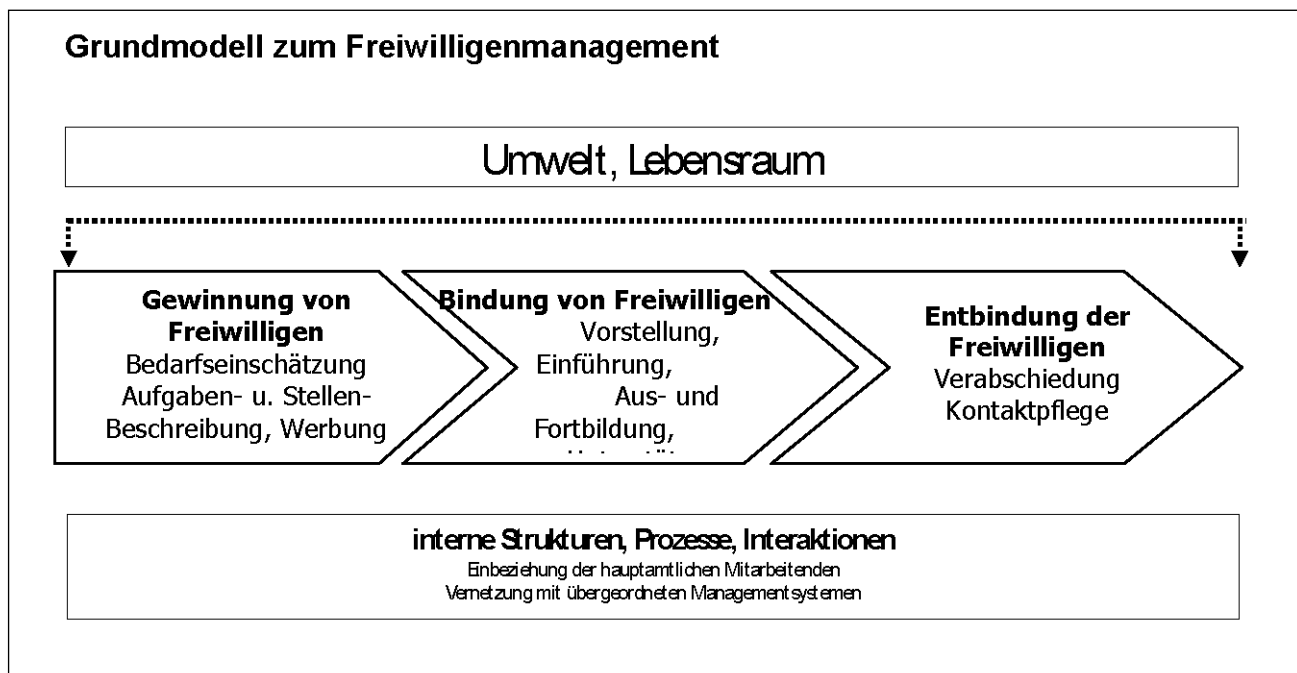 Grundmodell zum Freiwilligenmanagement
Umwelt, Lebensraum
Gewinnung von
Freiwilligen
Bedarfseinschätzung
Aufgaben- u. Stellen-
Beschreibung, Werbung
Bindung von Freiwilligen
Vorstellung,
Einführung,
Aus- und
Fortbildung,
Entbindung der
Freiwilligen
Verabschiedung
Kontaktpflege
interne Strukturen, Prozesse, Interaktionen
Einbeziehung der hauptamtlichen Mitarbeitenden
Vernetzung mit übergeordneten Managementsystemen